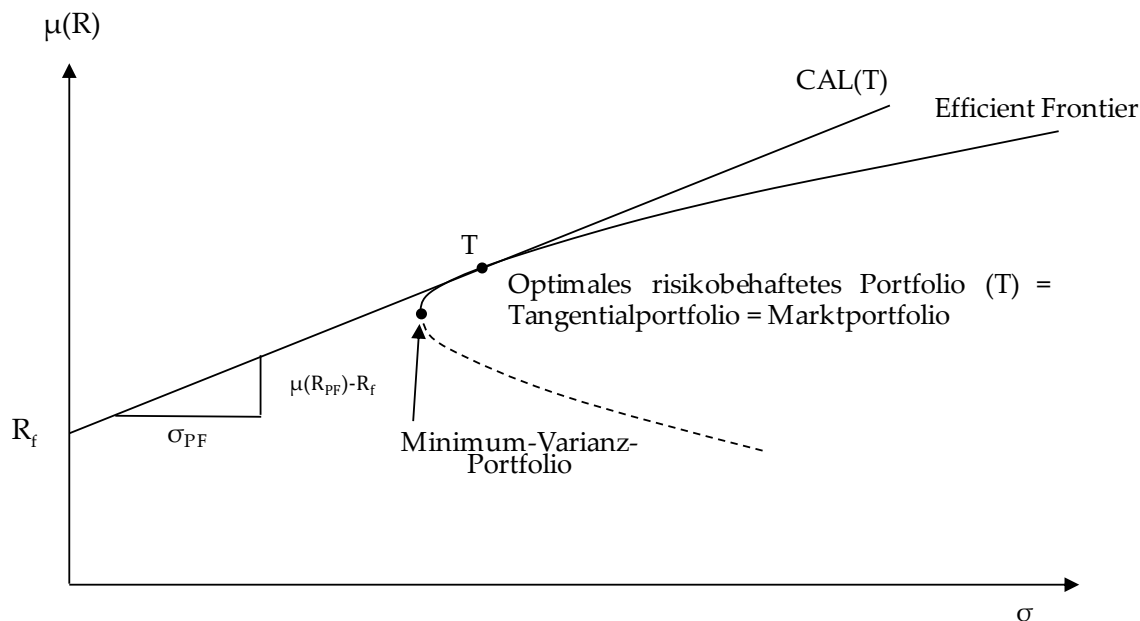 μ(R)
CAL(T)
Efficient Frontier
T
Optimales risikobehaftetes Portfolio (T) =
Tangentialportfolio = Marktportfolio
μ(R_PF)-R_f
R_f
σ_PF
Minimum-Varianz-
Portfolio
σ